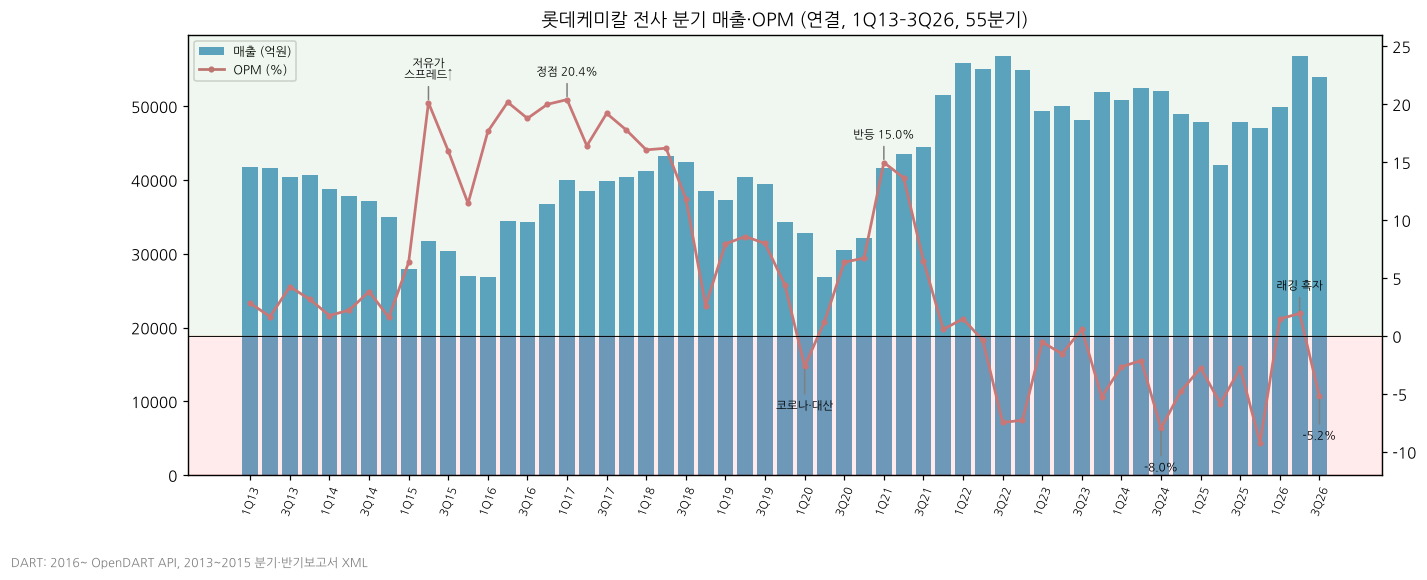 롯데케미칼 전사 분기 매출·OPM (연결, 1Q13-3Q26, 55분기)
매출 (억원)
OPM (%)
저유가
스프레드↑
정점 20.4%
반등 15.0%
코로나·대산
래깅 흑자
-8.0%
-5.2%
50000
40000
30000
20000
10000
0
25
20
15
10
5
0
-5
-10
1Q13
3Q13
1Q14
3Q14
1Q15
3Q15
1Q16
3Q16
1Q17
3Q17
1Q18
3Q18
1Q19
3Q19
1Q20
3Q20
1Q21
3Q21
1Q22
3Q22
1Q23
3Q23
1Q24
3Q24
1Q25
3Q25
1Q26
3Q26
DART: 2016~ OpenDART API, 2013~2015 분기·반기보고서 XML